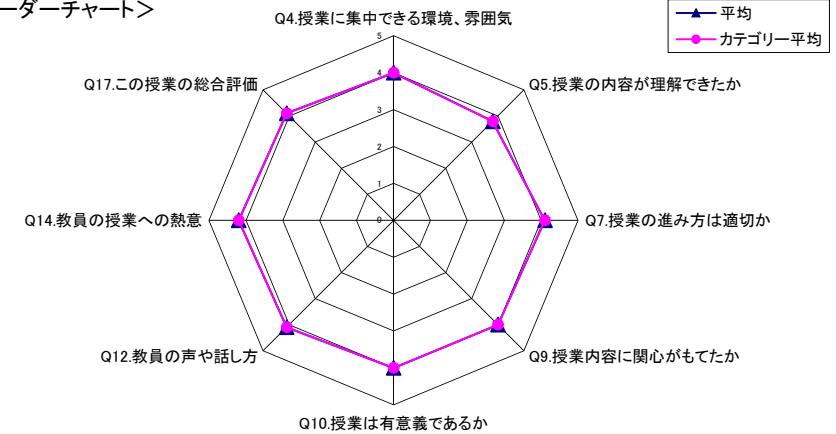 ーダーチャート＞
平均
カテゴリー平均
Q4.授業に集中できる環境、雰囲気
Q17.この授業の総合評価
Q5.授業の内容が理解できたか
Q14.教員の授業への熱意
Q7.授業の進み方は適切か
Q12.教員の声や話し方
Q9.授業内容に関心がもてたか
Q10.授業は有意義であるか
5
4
3
2
1
0